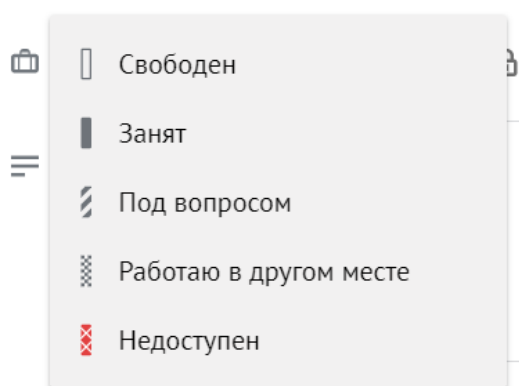 Свободен
Занят
Под вопросом
Работаю в другом месте
Недоступен